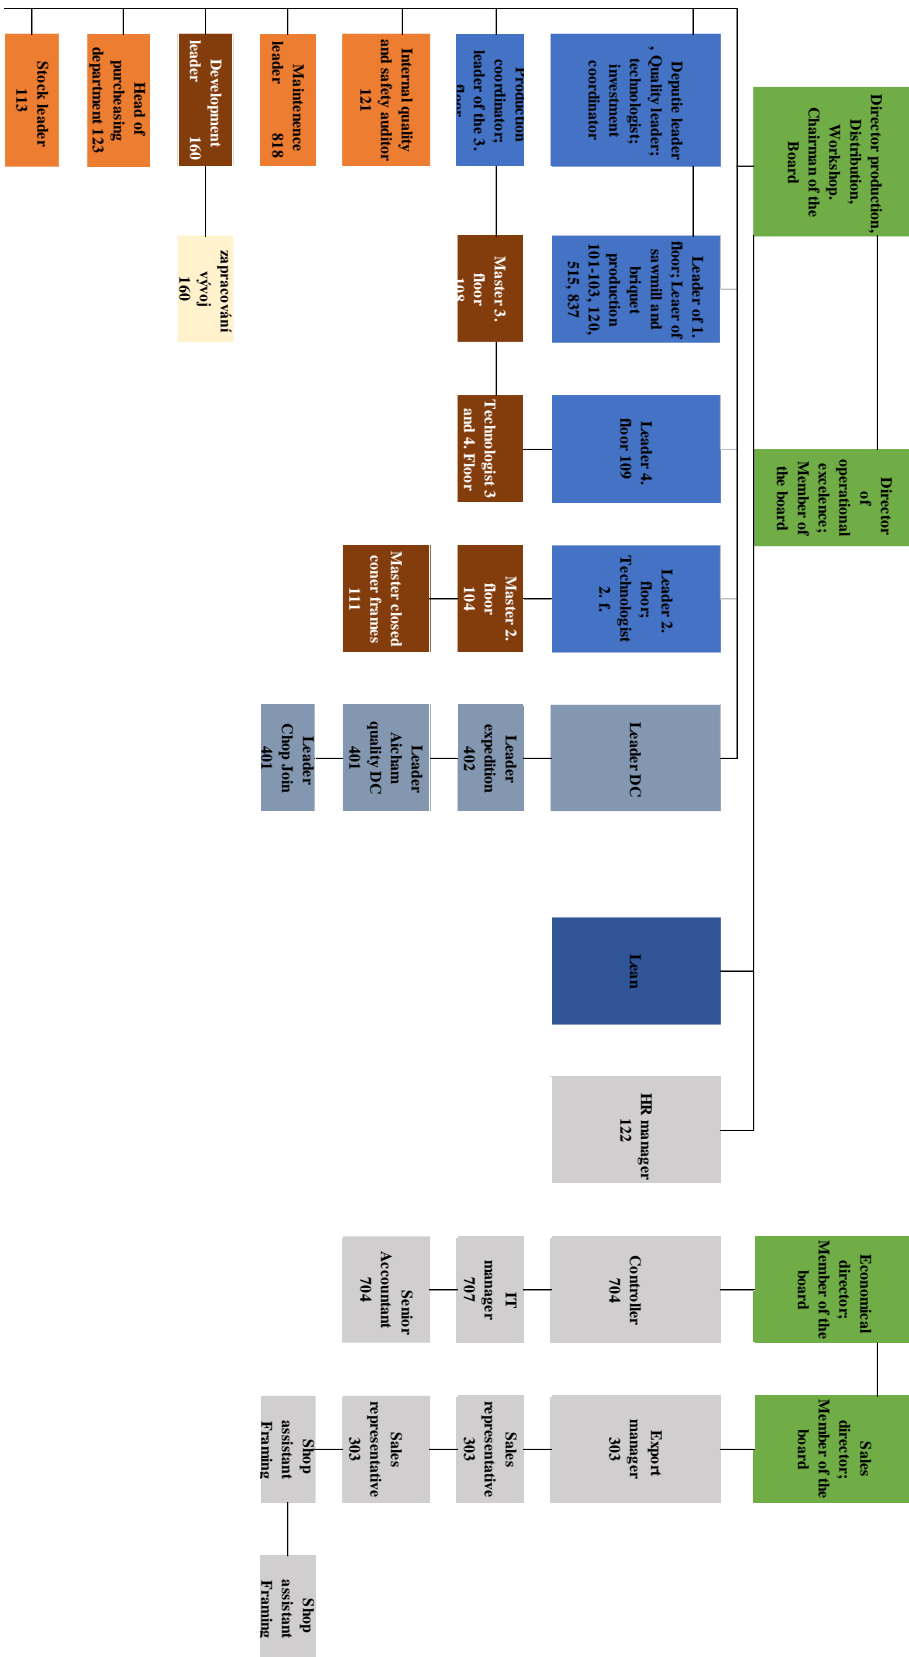 Director production,
Distribution,
Workshop.
Chairman of the
Board
Director
of
operational
excelence;
Member of
the board
Economical
director;
Member of the
board
Sales
director;
Member of the
board
Deputie leader
, Quality leader;
technologist;
investment
coordinator
Leader of 1.
floor; Leaer of
sawmill and
briquet
production
101-103, 120,
515, 837
Leader 4.
floor 109
Leader 2.
floor;
Technologist
2. f.
Leader DC
Lean
HR manager
122
Controller
704
Export
manager
303
Production
coordinator;
leader of the 3.
floor
Master 3.
floor
108
Technologist 3
and 4. Floor
Master 2.
floor
104
Leader
expedition
402
IT
manager
707
Sales
representative
303
Internal quality
and safety auditor
121
Master closed
coner frames
111
Leader
Aicham
quality DC
401
Senior
Accountant
704
Sales
representative
303
Maintenence
leader 818
Leader
Chop Join
401
Shop
assistant
Framing
Shop
assistant
Framing
Development
leader 160
zapracování
vývoj
160
Head of
purcheasing
department 123
Stock leader
113